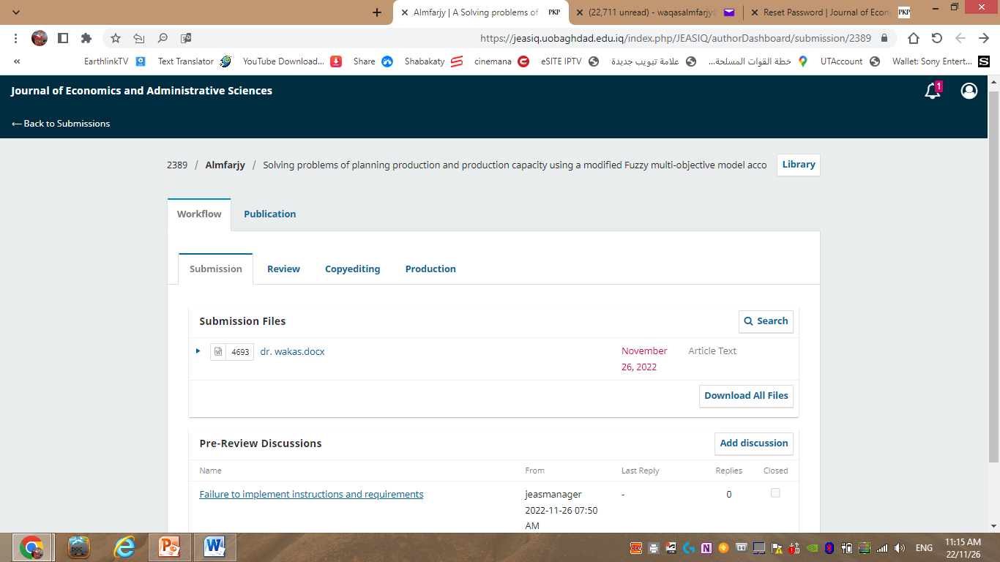 Almfarjy | A Solving problems of
(22,711 unread) - waqasalmfarjy@
Reset Password | Journal of Econo
https://jeasiq.uobaghdad.edu.iq/index.php/JEASIQ/authorDashboard/submission/2389
EarthlinkTV Text Translator YouTube Download... Share Shabakaty cinemana eSITE IPTV علامة تبويب جديدة خطة القوات المسلحة... UTAccount Wallet: Sony Entert...
Journal of Economics and Administrative Sciences
1
← Back to Submissions
2389 / Almfarjy / Solving problems of planning production and production capacity using a modified Fuzzy multi-objective model acco
Library
Workflow Publication
Submission Review Copyediting Production
Submission Files
Search
4693 dr. wakas.docx November 26, 2022 Article Text
Download All Files
Pre-Review Discussions
Add discussion
Name From Last Reply Replies Closed
Failure to implement instructions and requirements jeasmanager - 0
2022-11-26 07:50
AM
ENG
11:15 AM
22/11/26